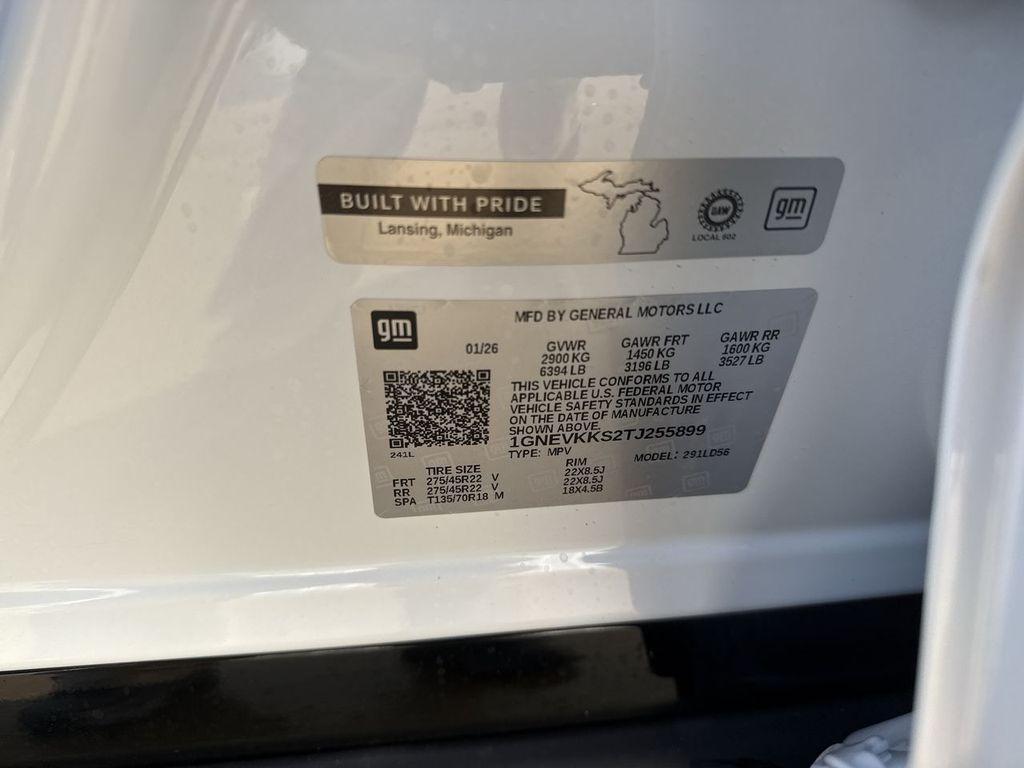 BUILT WITH PRIDE
Lansing, Michigan
UAW
LOCAL 602
gm
gm
MFD BY GENERAL MOTORS LLC
01/26
GVWR GAWR FRT GAWR RR
2900 KG 1450 KG 1600 KG
6394 LB 3196 LB 3527 LB
THIS VEHICLE CONFORMS TO ALL
APPLICABLE U.S. FEDERAL MOTOR
VEHICLE SAFETY STANDARDS IN EFFECT
ON THE DATE OF MANUFACTURE
SHOWN ABOVE.
1GNEVKKS2TJ255899
241L
TYPE: MPV MODEL: 291LD56
TIRE SIZE RIM
FRT 275/45R22 V 22X8.5J
RR 275/45R22 V 22X8.5J
SPA T135/70R18 M 18X4.5B